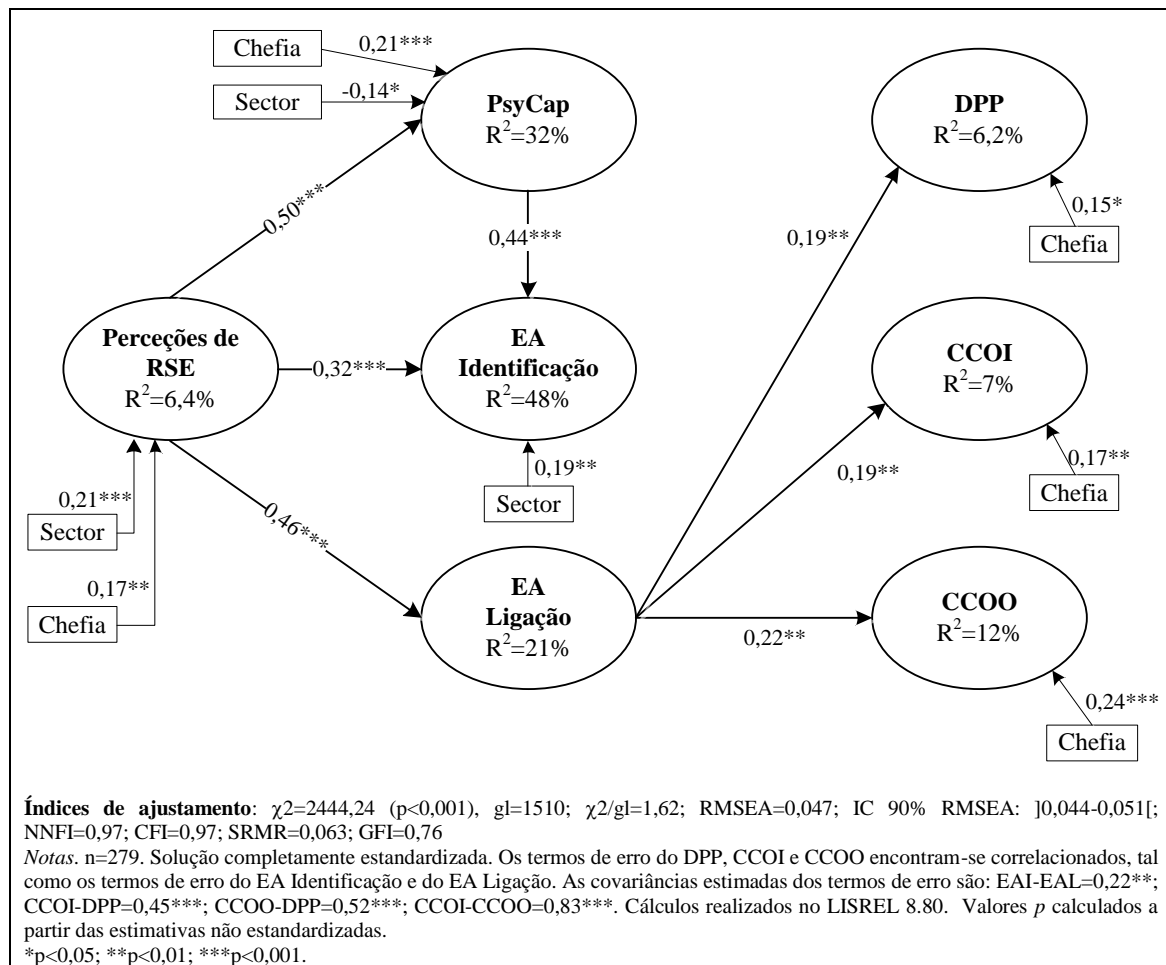 Chefia
0,21***
Sector
-0,14*
PsyCap
R²=32%
DPP
R²=6,2%
0,15*
Chefia
0,50***
0,44***
0,19**
Perceções de
RSE
R²=6,4%
0,32***
EA
Identificação
R²=48%
CCOI
R²=7%
0,17**
Chefia
0,21***
Sector
0,17**
Chefia
0,19**
Sector
0,46***
0,19**
EA
Ligação
R²=21%
0,22**
CCOO
R²=12%
0,24***
Chefia
Índices de ajustamento: χ2=2444,24 (p<0,001), gl=1510; χ2/gl=1,62; RMSEA=0,047; IC 90% RMSEA: ]0,044-0,051[;
NNFI=0,97; CFI=0,97; SRMR=0,063; GFI=0,76
Notas. n=279. Solução completamente estandardizada. Os termos de erro do DPP, CCOI e CCOO encontram-se correlacionados, tal
como os termos de erro do EA Identificação e do EA Ligação. As covariâncias estimadas dos termos de erro são: EAI-EAL=0,22**;
CCOI-DPP=0,45***; CCOO-DPP=0,52***; CCOI-CCOO=0,83***. Cálculos realizados no LISREL 8.80. Valores p calculados a
partir das estimativas não estandardizadas.
*p<0,05; **p<0,01; ***p<0,001.